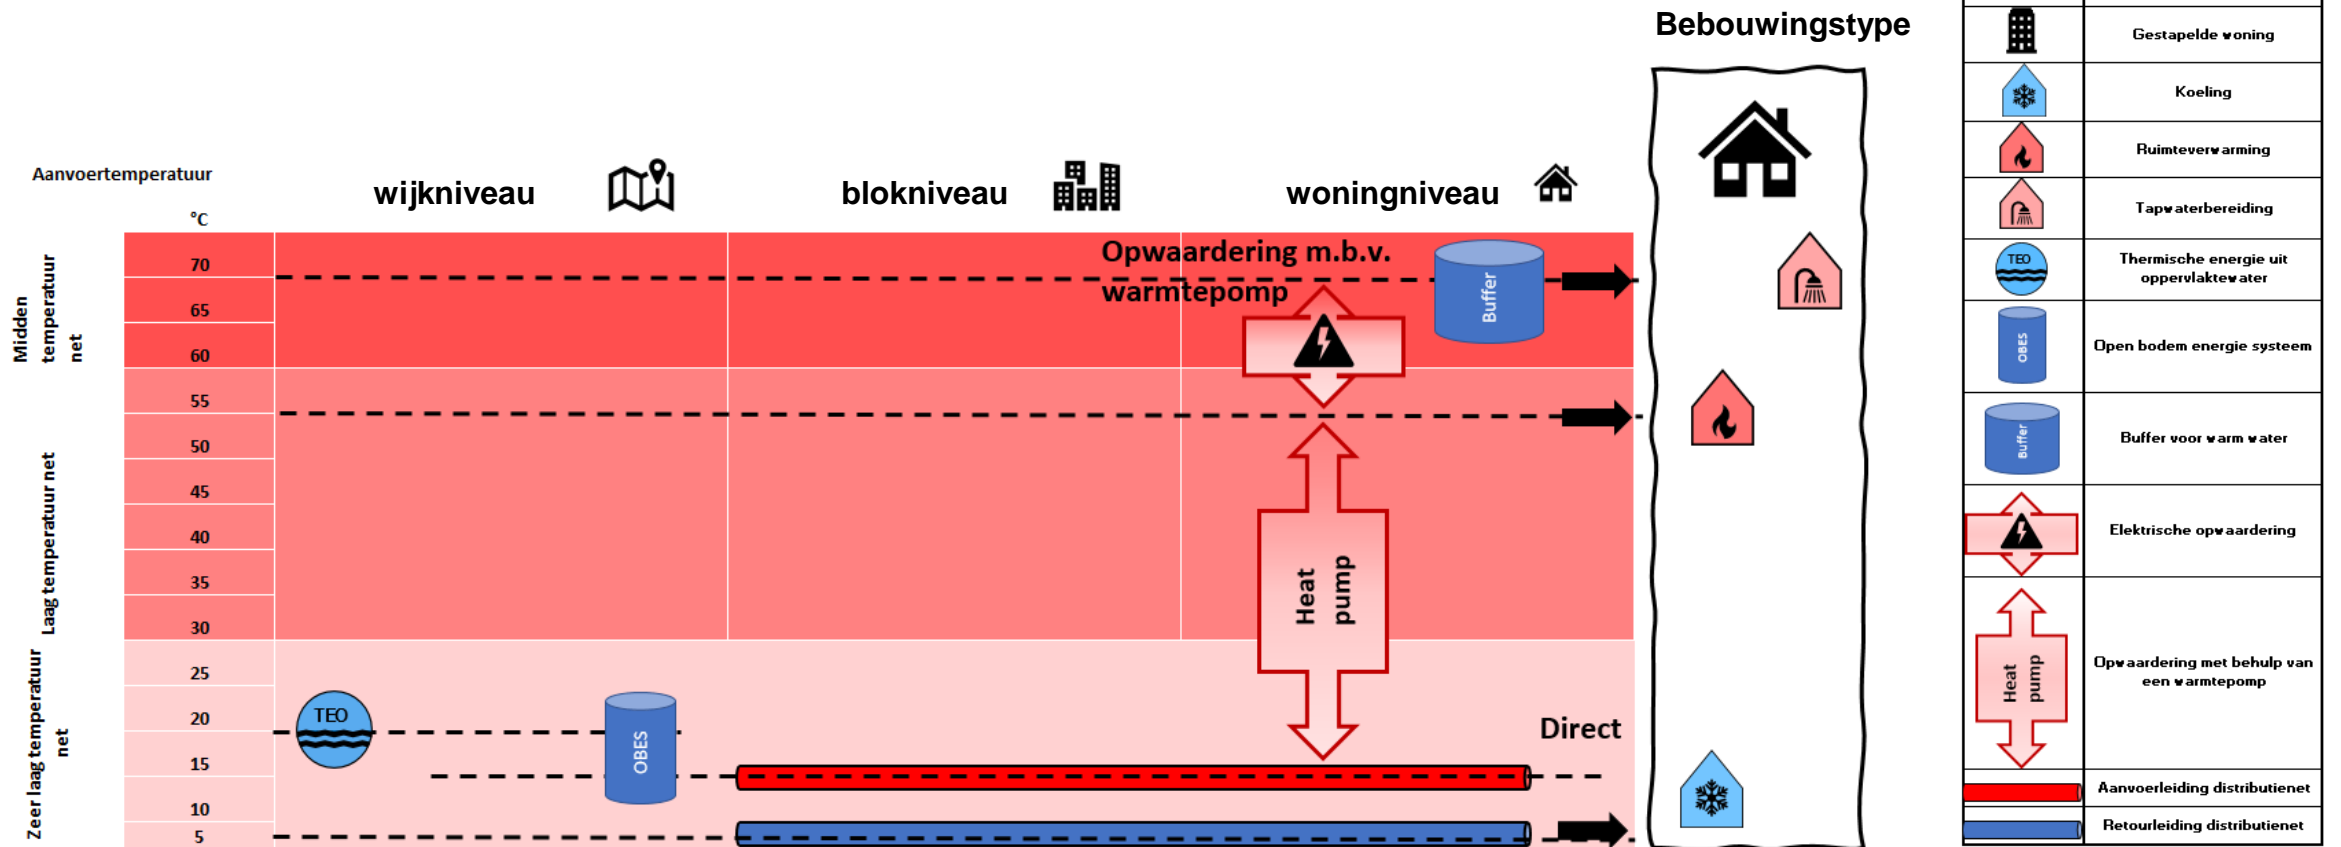 Bebouwingstype
Aanvoertemperatuur
°C
wijkniveau
blokniveau
woningniveau
Midden
temperatuur
net
Laag temperatuur net
Zeer laag temperatuur
net
70
65
60
55
50
45
40
35
30
25
20
15
10
5
Opwaardering m.b.v.
warmtepomp
Buffer
Heat
pump
TEO
OBES
Direct
Gestapelde woning
Koeling
Ruimteverwarming
Tapwaterbereiding
TEO
Thermische energie uit
oppervlaktewater
OBES
Open bodem energie systeem
Buffer
Buffer voor warm water
Elektrische opwaardering
Heat
pump
Opwaardering met behulp van
een warmtepomp
Aanvoerleiding distributienet
Retourleiding distributienet